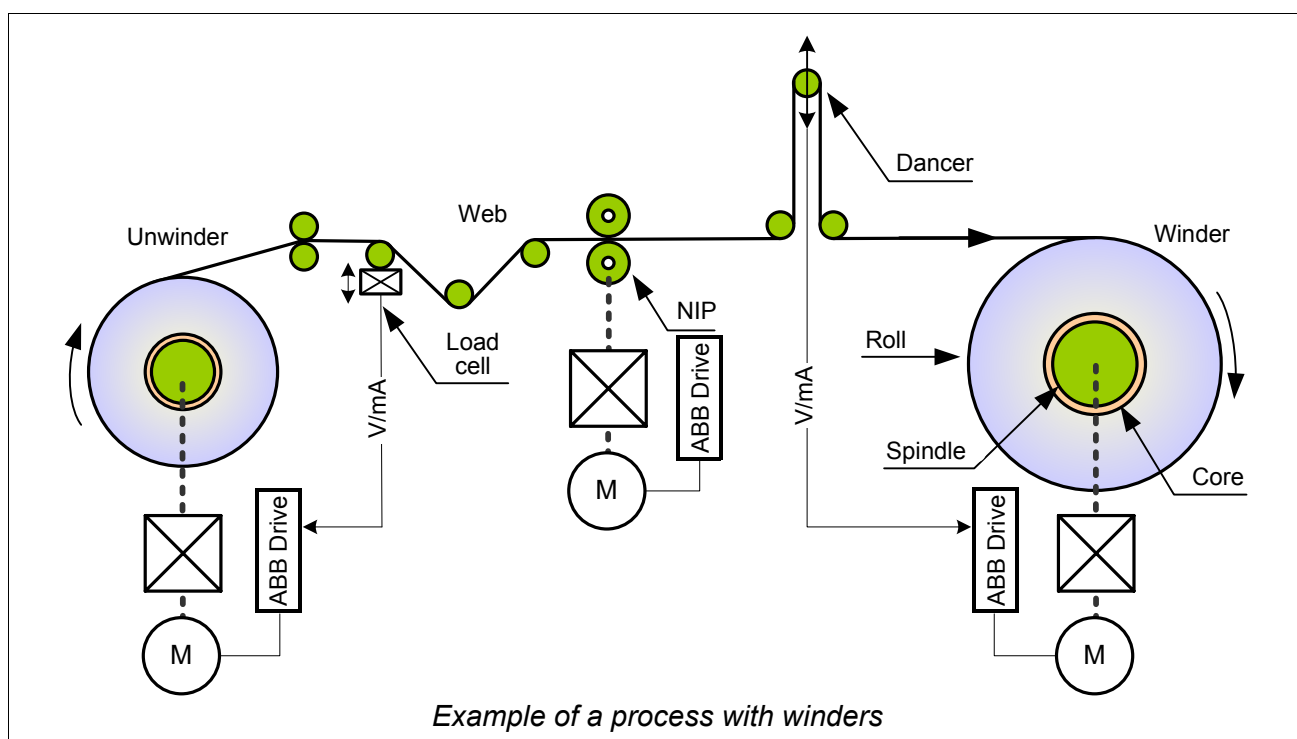 Dancer
Web
Unwinder
Winder
NIP
Load
cell
Roll
V/mA
ABB Drive
V/mA
Spindle
Core
M
ABB Drive
ABB Drive
M
M
Example of a process with winders